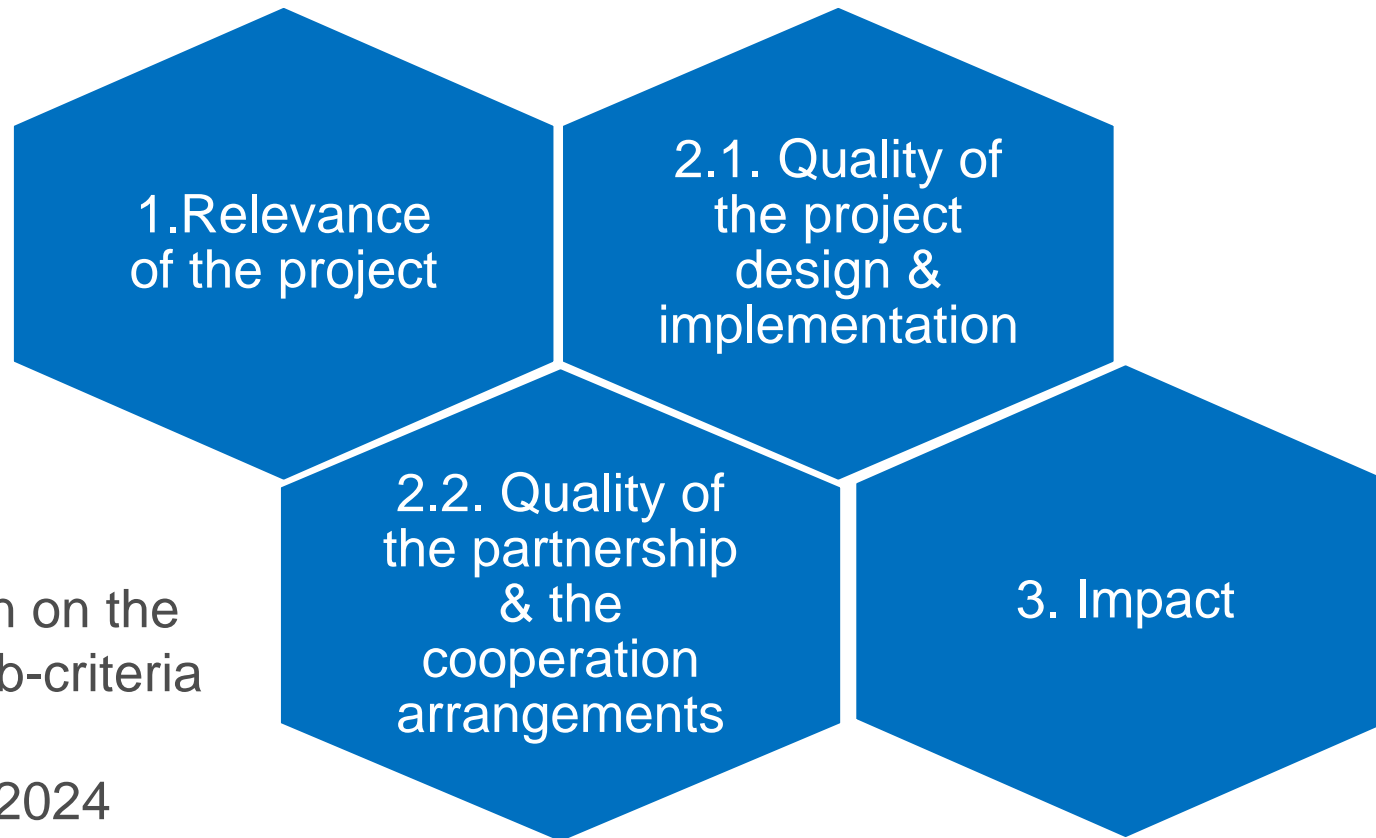 1.Relevance
of the project
2.1. Quality of
the project
design &
implementation
2.2. Quality of
the partnership
& the
cooperation
arrangements
3. Impact
on the
b-criteria
2024